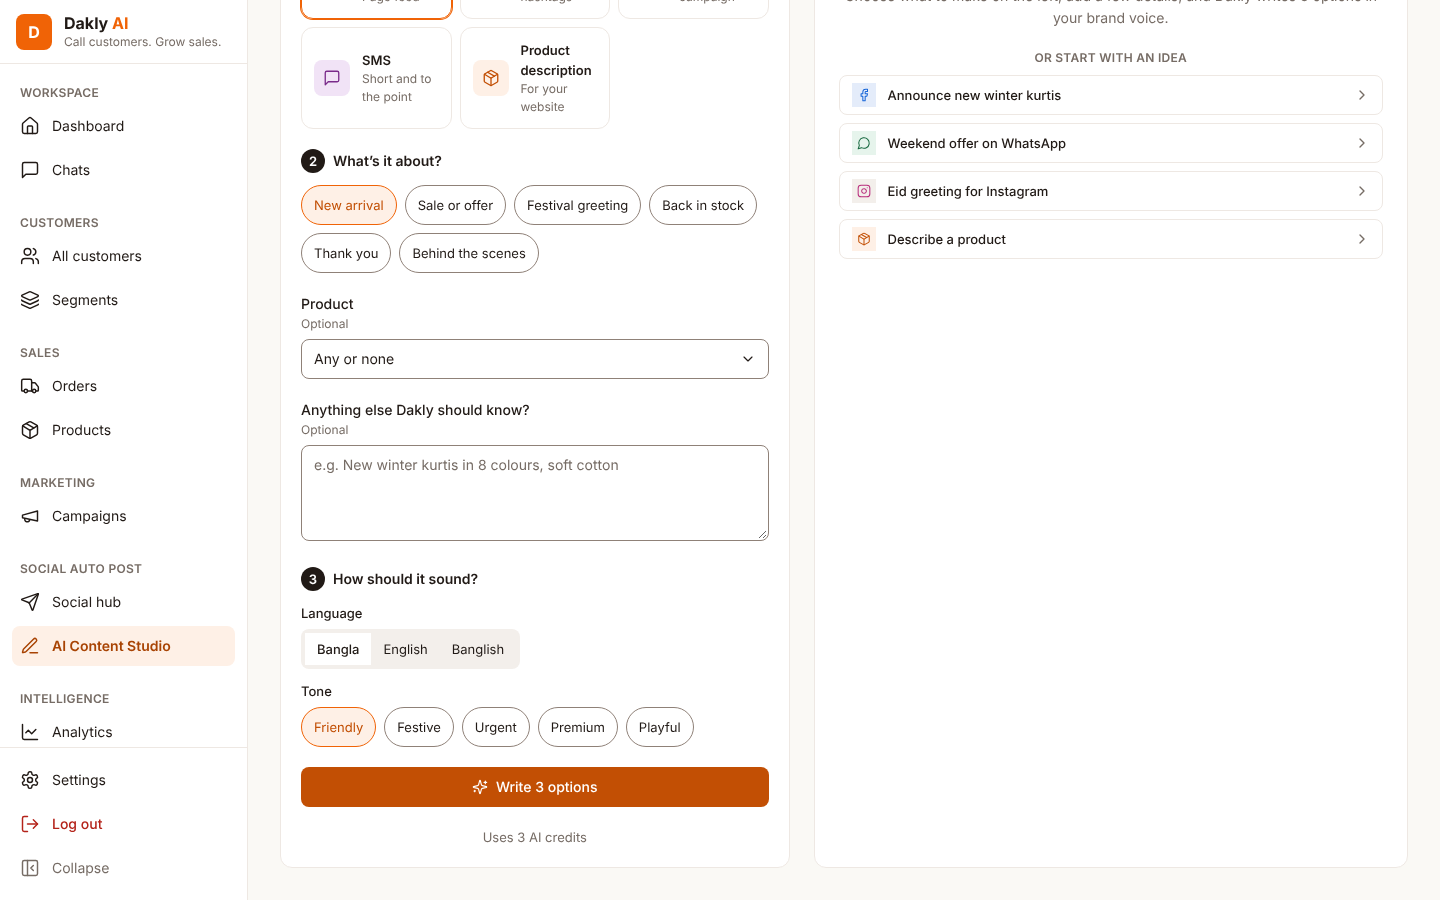 D
Dakly AI
Call customers. Grow sales.
WORKSPACE
Dashboard
Chats
CUSTOMERS
All customers
Segments
SALES
Orders
Products
MARKETING
Campaigns
SOCIAL AUTO POST
Social hub
AI Content Studio
INTELLIGENCE
Analytics
Settings
Log out
Collapse
SMS
Short and to
the point
Product
description
For your
website
2 What's it about?
New arrival
Sale or offer
Festival greeting
Back in stock
Thank you
Behind the scenes
Product
Optional
Any or none
Anything else Dakly should know?
Optional
e.g. New winter kurtis in 8 colours, soft cotton
3 How should it sound?
Language
Bangla
English
Banglish
Tone
Friendly
Festive
Urgent
Premium
Playful
Write 3 options
Uses 3 AI credits
your brand voice.
OR START WITH AN IDEA
Announce new winter kurtis
Weekend offer on WhatsApp
Eid greeting for Instagram
Describe a product